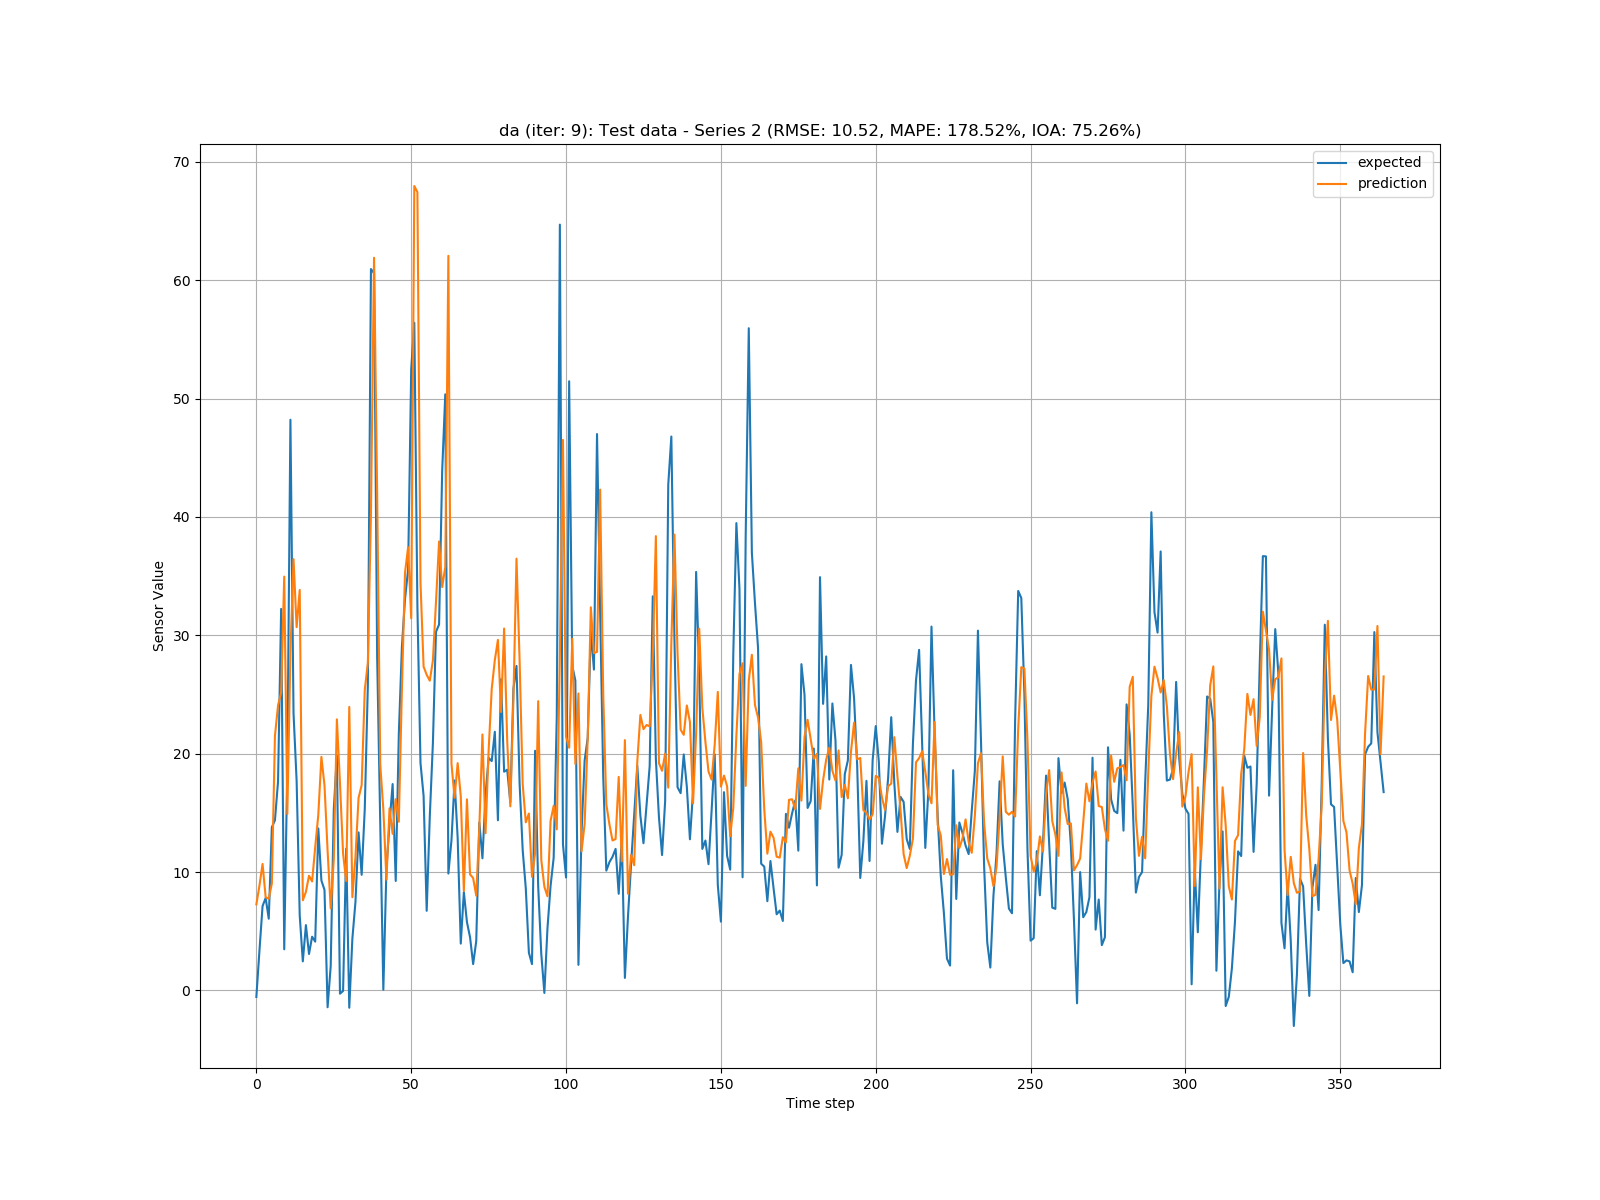 da (iter: 9): Test data - Series 2 (RMSE: 10.52, MAPE: 178.52%, IOA: 75.26%)
expected
prediction
70
60
50
40
30
20
10
0
Sensor Value
0 50 100 150 200 250 300 350
Time step